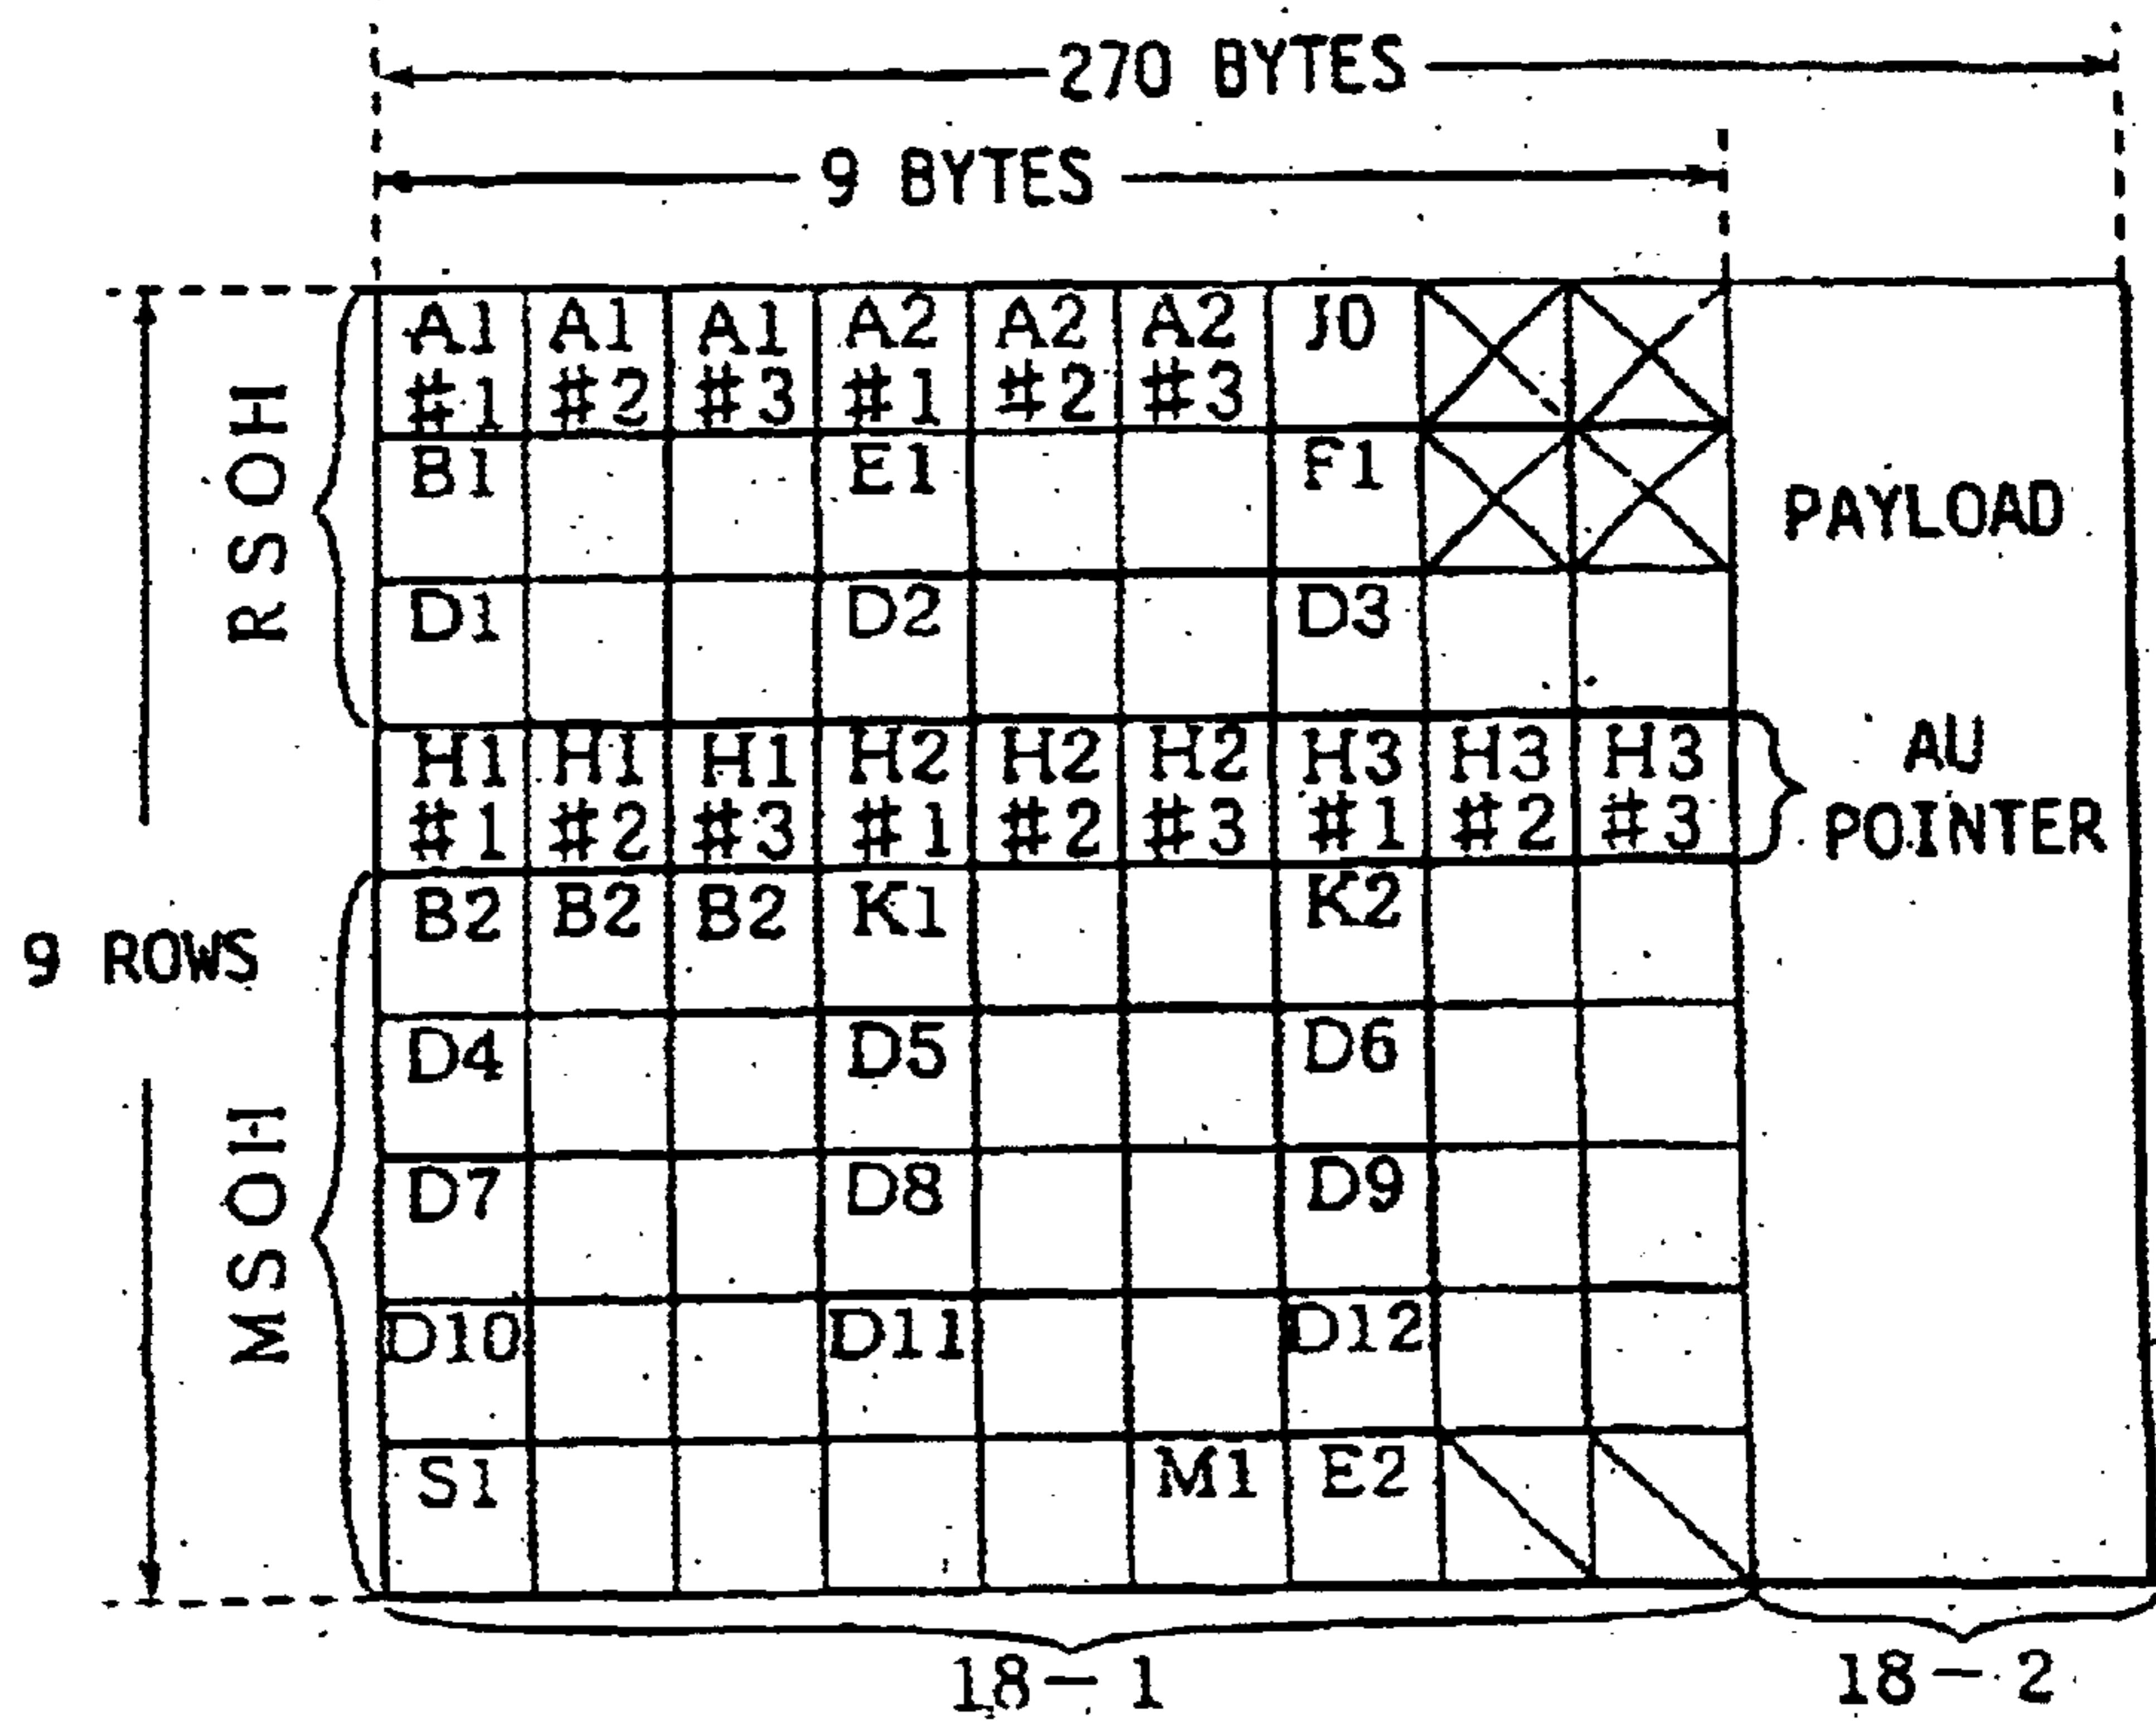 270 BYTES
9 BYTES
A1 #1 A1 #2 A1 #3 A2 #1 A2 #2 A2 #3 J0
RSOH
B1 E1 F1
PAYLOAD
D1 D2 D3
H1 #1 H1 #2 H1 #3 H2 #1 H2 #2 H2 #3 H3 #1 H3 #2 H3 #3
AU
POINTER
B2 B2 B2 K1 K2
9 ROWS
D4 D5 D6
MSOH
D7 D8 D9
D10 D11 D12
S1 M1 E2
18-1
18-2